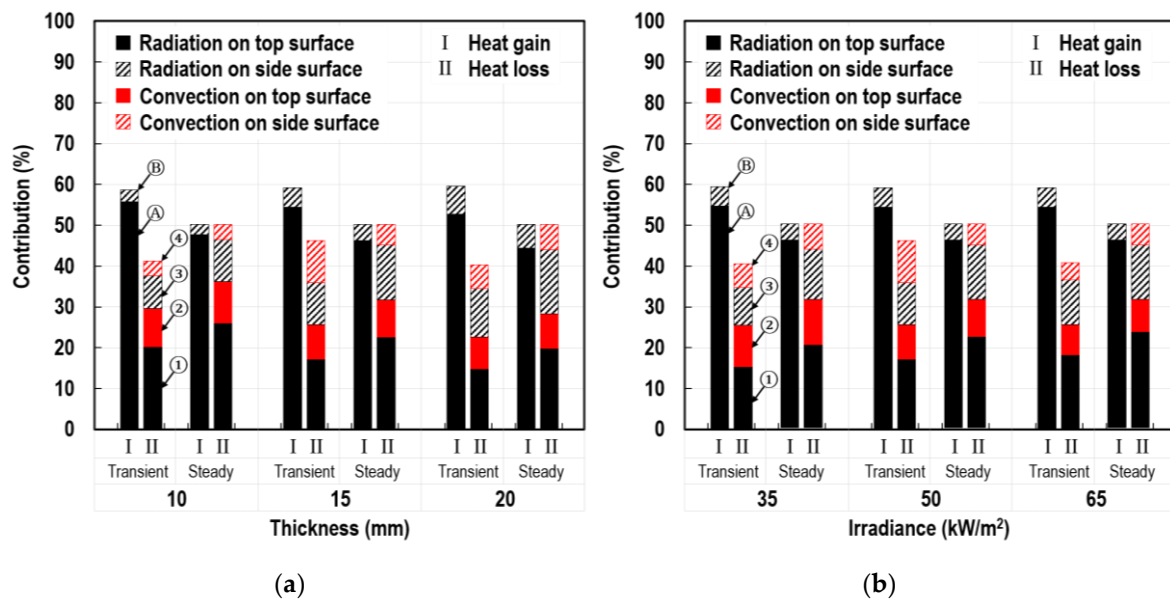 100
90
80
70
60
50
40
30
20
10
0
Contribution (%)
Radiation on top surface
Radiation on side surface
Convection on top surface
Convection on side surface
I Heat gain
II Heat loss
Ⓑ
Ⓐ
④
③
②
①
I II I II I II I II I II I II
Transient Steady Transient Steady Transient Steady
10 15 20
Thickness (mm)
(a)
100
90
80
70
60
50
40
30
20
10
0
Contribution (%)
Radiation on top surface
Radiation on side surface
Convection on top surface
Convection on side surface
I Heat gain
II Heat loss
Ⓑ
Ⓐ
④
③
②
①
I II I II I II I II I II I II
Transient Steady Transient Steady Transient Steady
35 50 65
Irradiance (kW/m²)
(b)